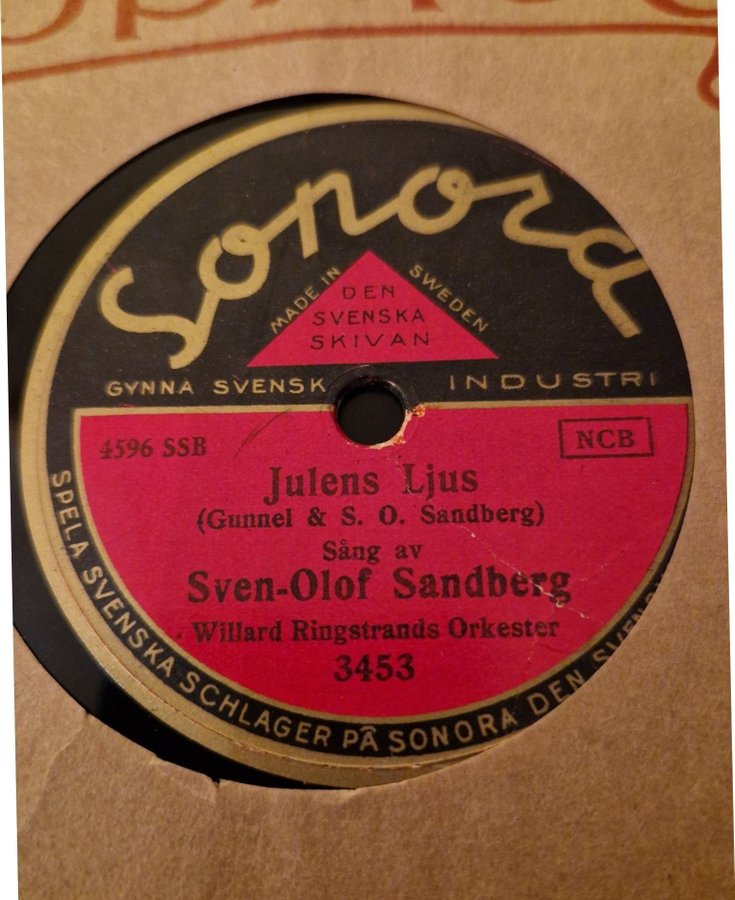 Sonora
MADE IN SWEDEN
DEN
SVENSKA
SKIVAN
GYNNA SVENSK INDUSTRI
4596 SSB
NCB
Julens Ljus
(Gunnel & S. O. Sandberg)
Sång av
Sven-Olof Sandberg
Willard Ringstrands Orkester
3453
SPELA SVENSKA SCHLAGER PÅ SONORA DEN